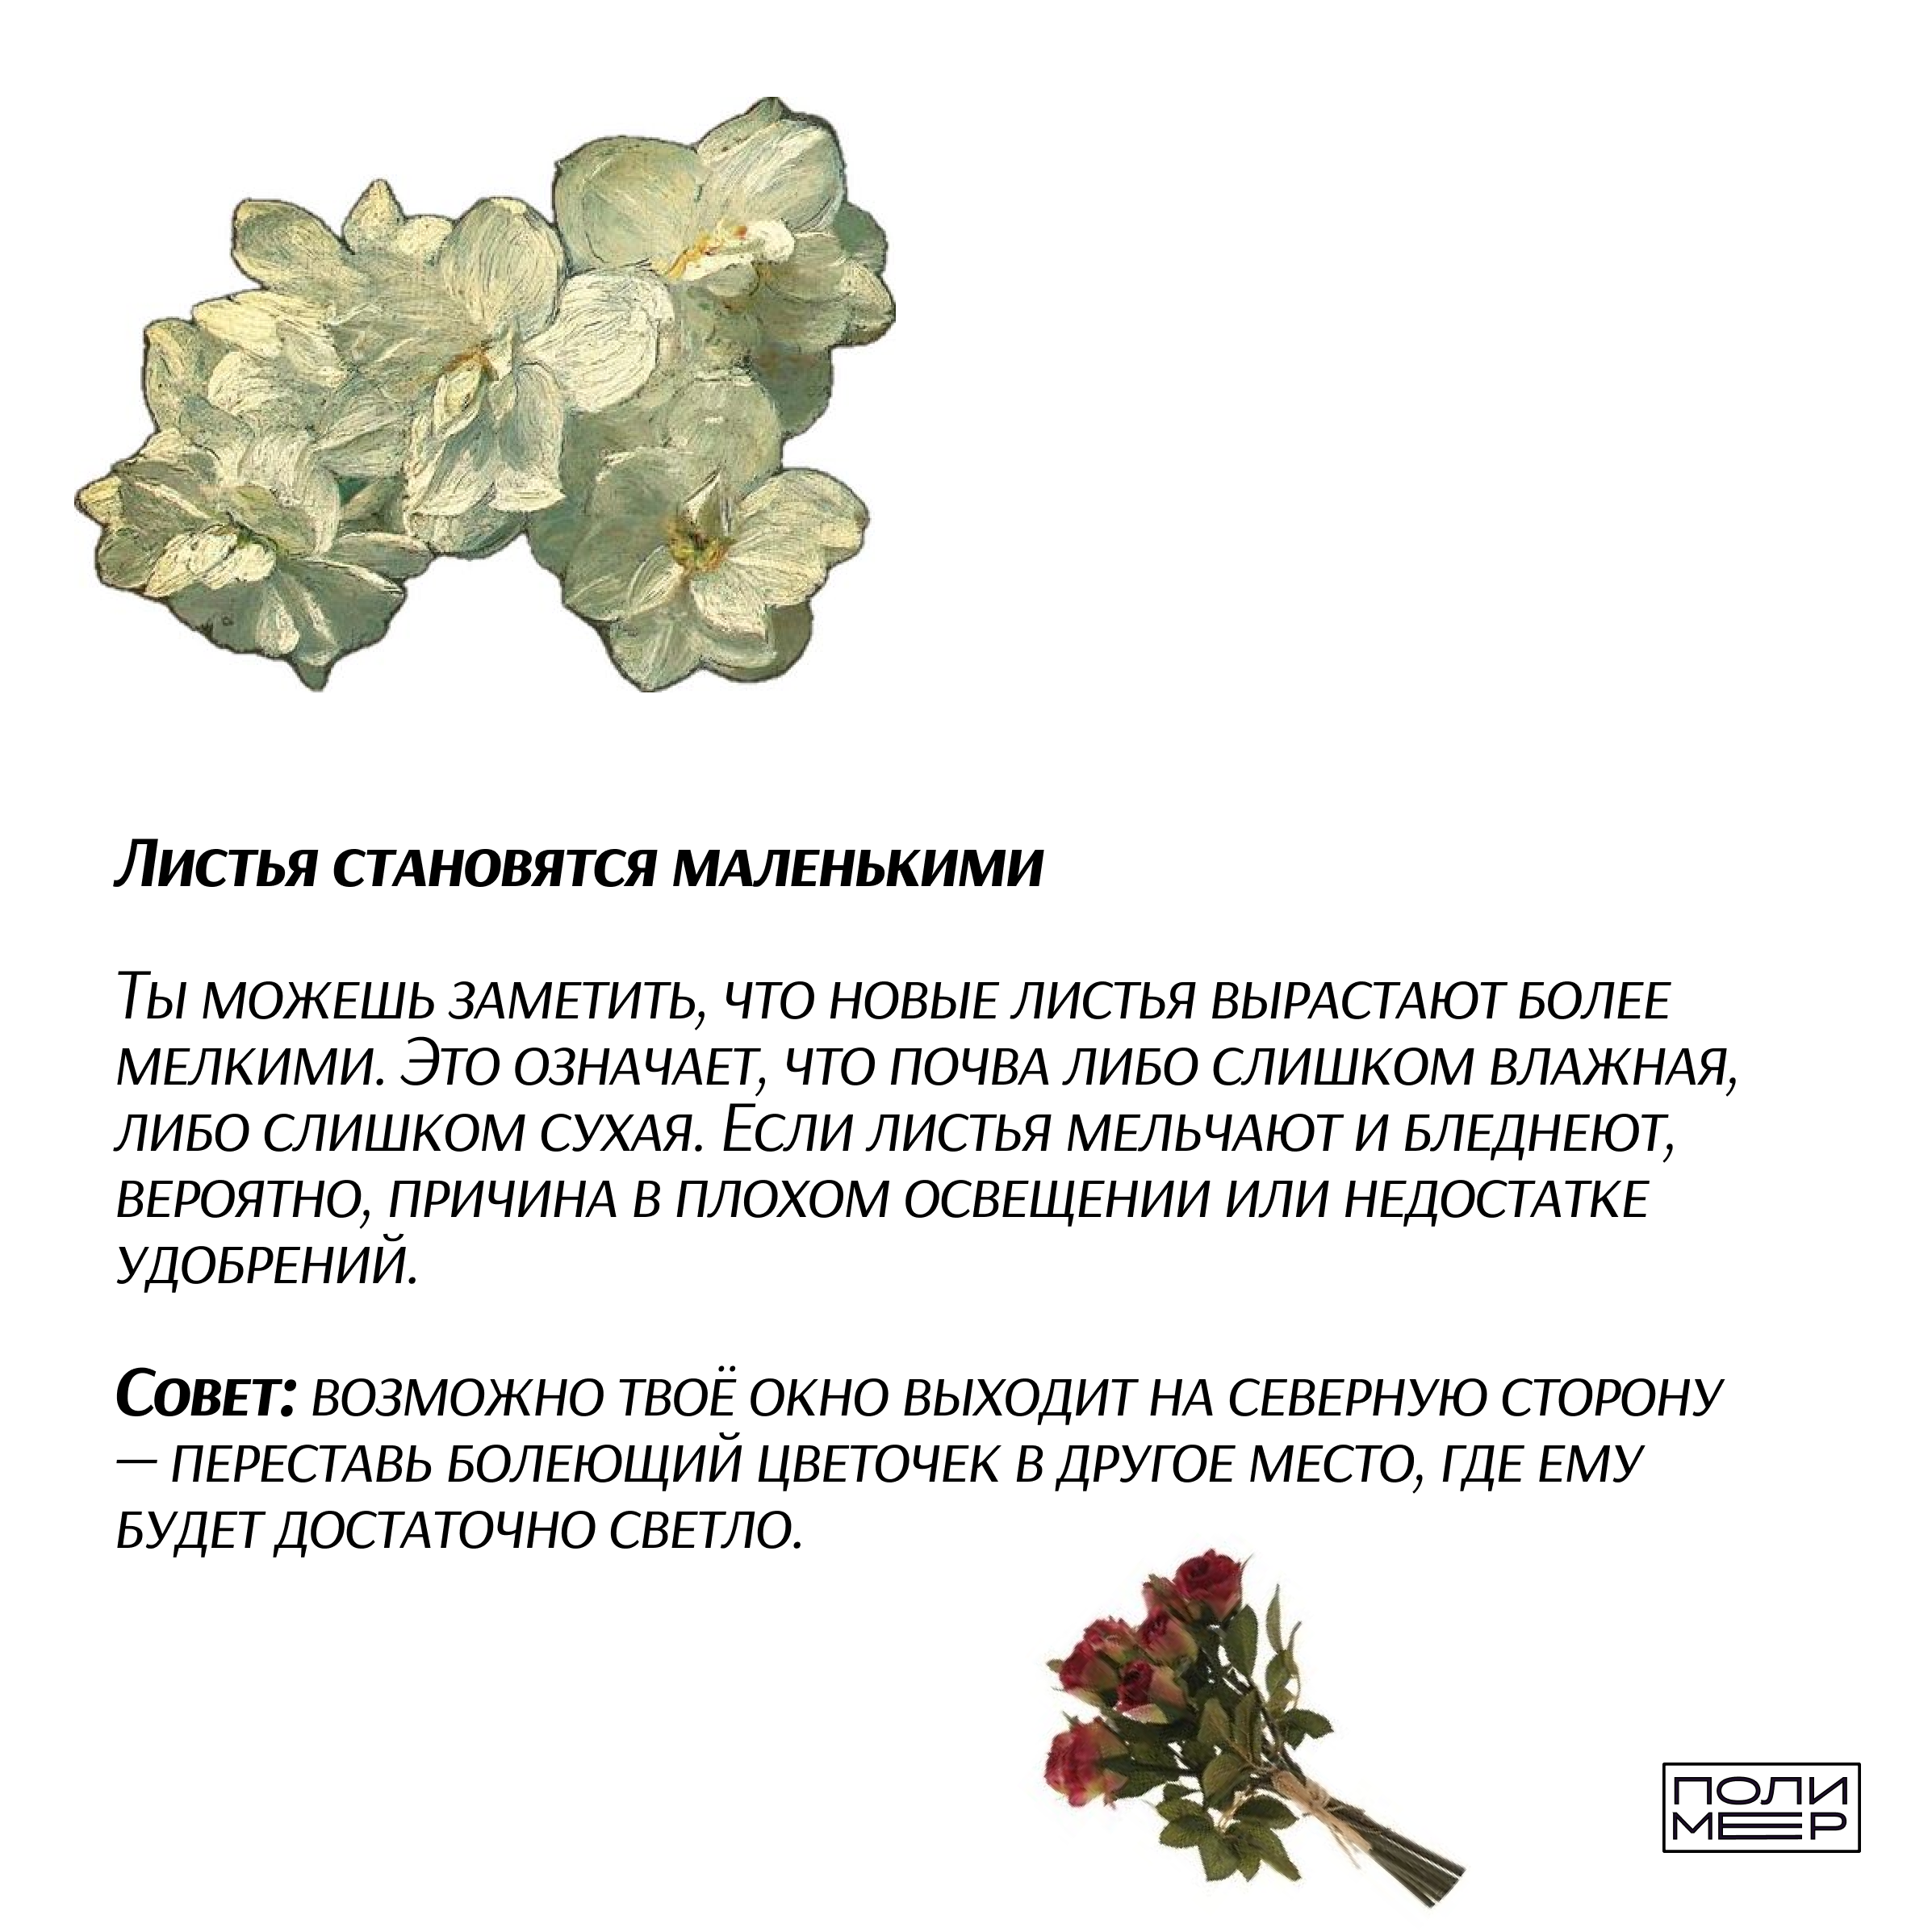 Листья становятся маленькими
Ты можешь заметить, что новые листья вырастают более
мелкими. Это означает, что почва либо слишком влажная,
либо слишком сухая. Если листья мельчают и бледнеют,
вероятно, причина в плохом освещении или недостатке
удобрений.
Совет: возможно твоё окно выходит на северную сторону
— переставь болеющий цветочек в другое место, где ему
будет достаточно светло.
ПОЛИ
МЕР